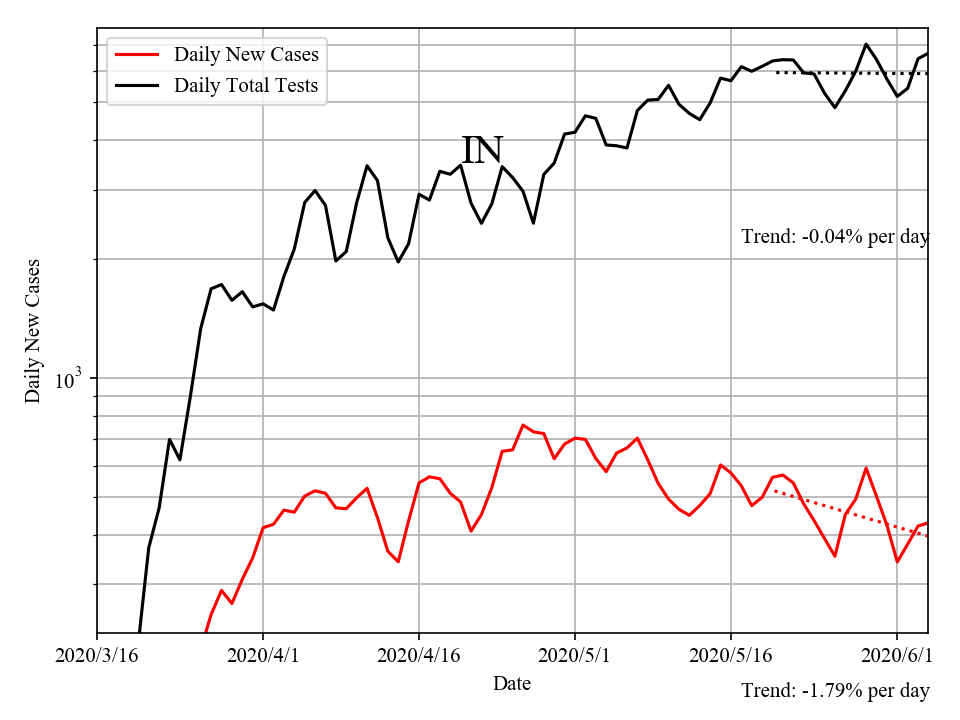 Daily New Cases
Daily Total Tests
IN
Trend: -0.04% per day
Daily New Cases
10³
2020/3/16
2020/4/1
2020/4/16
2020/5/1
2020/5/16
2020/6/1
Date
Trend: -1.79% per day